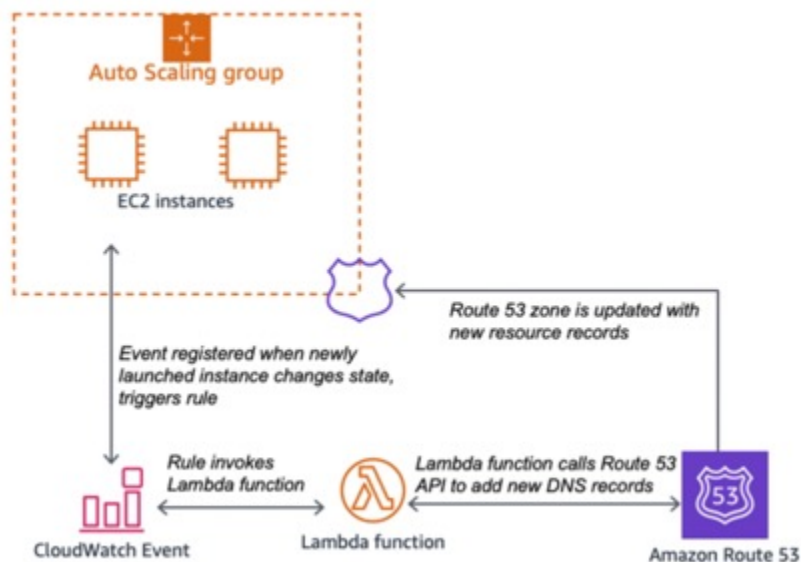 Auto Scaling group
EC2 instances
Route 53 zone is updated with
new resource records
Event registered when newly
launched instance changes state,
triggers rule
Rule invokes
Lambda function
Lambda function calls Route 53
API to add new DNS records
53
CloudWatch Event
Lambda function
Amazon Route 53